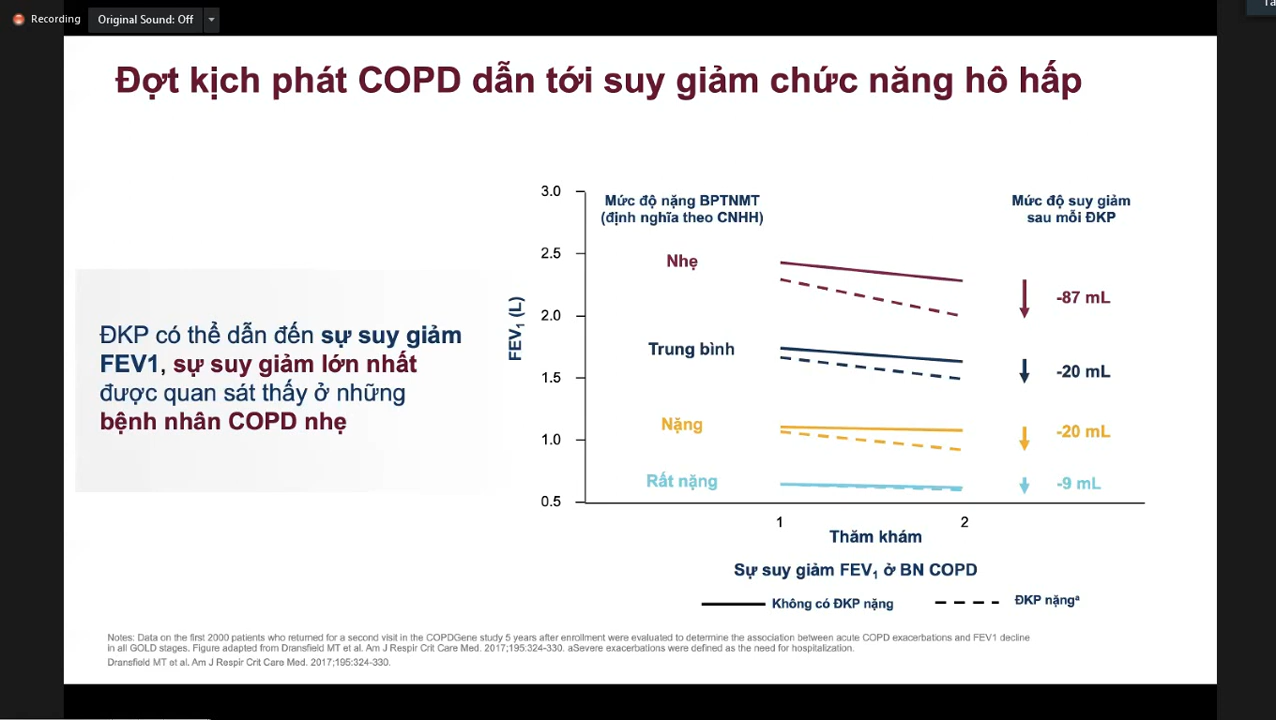 Recording
Original Sound: Off
Đợt kịch phát COPD dẫn tới suy giảm chức năng hô hấp
ĐKP có thể dẫn đến sự suy giảm
FEV1, sự suy giảm lớn nhất
được quan sát thấy ở những
bệnh nhân COPD nhẹ
FEV₁ (L)
3.0
2.5
2.0
1.5
1.0
0.5
Mức độ nặng BPTNMT
(định nghĩa theo CNHH)
Nhẹ
Trung bình
Nặng
Rất nặng
Mức độ suy giảm
sau mỗi ĐKP
-87 mL
-20 mL
-20 mL
-9 mL
1
2
Thăm khám
Sự suy giảm FEV₁ ở BN COPD
Không có ĐKP nặng
ĐKP nặngᵃ
Notes: Data on the first 2000 patients who returned for a second visit in the COPDGene study 5 years after enrollment were evaluated to determine the association between acute COPD exacerbations and FEV1 decline
in all GOLD stages. Figure adapted from Dransfield MT et al. Am J Respir Crit Care Med. 2017;195:324-330. aSevere exacerbations were defined as the need for hospitalization.
Dransfield MT et al. Am J Respir Crit Care Med. 2017;195:324-330.